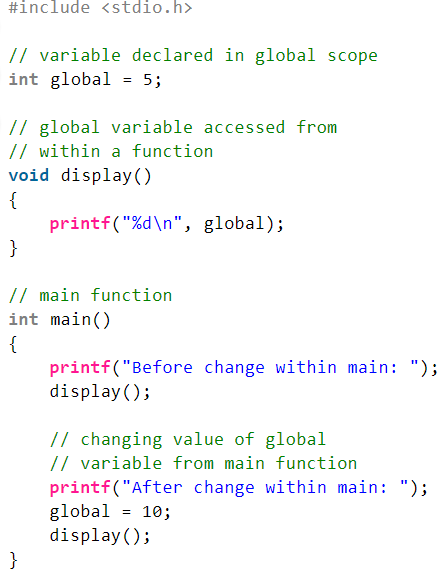 #include <stdio.h>
// variable declared in global scope
int global = 5;
// global variable accessed from
// within a function
void display()
{
    printf("%d\n", global);
}
// main function
int main()
{
    printf("Before change within main: ");
    display();
    // changing value of global
    // variable from main function
    printf("After change within main: ");
    global = 10;
    display();
}